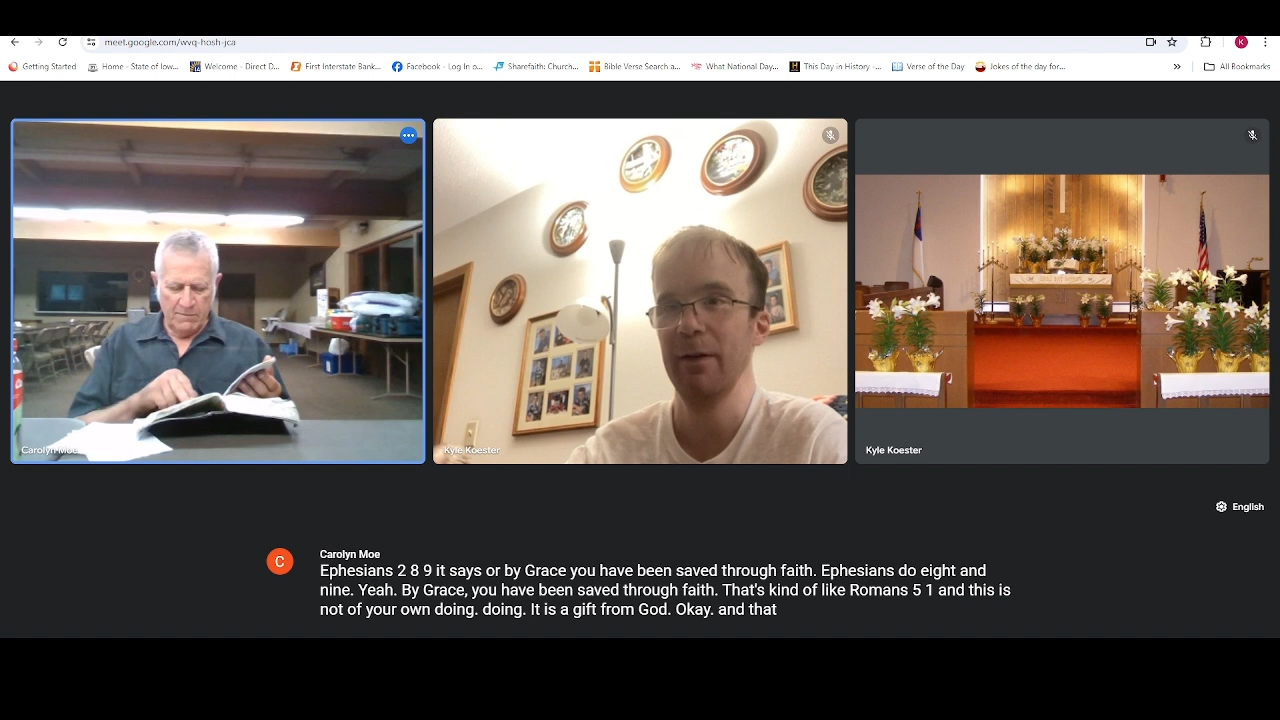 meet.google.com/wvq-hosh-jca
K
Getting Started
Home - State of Iow...
Welcome - Direct D...
First Interstate Bank...
Facebook - Log In o...
Sharefaith: Church...
Bible Verse Search a...
What National Day...
This Day in History -...
Verse of the Day
Jokes of the day for...
»
All Bookmarks
Carolyn Moe
Kyle Koester
Kyle Koester
English
C
Carolyn Moe
Ephesians 2 8 9 it says or by Grace you have been saved through faith. Ephesians do eight and
nine. Yeah. By Grace, you have been saved through faith. That's kind of like Romans 5 1 and this is
not of your own doing. doing. It is a gift from God. Okay. and that